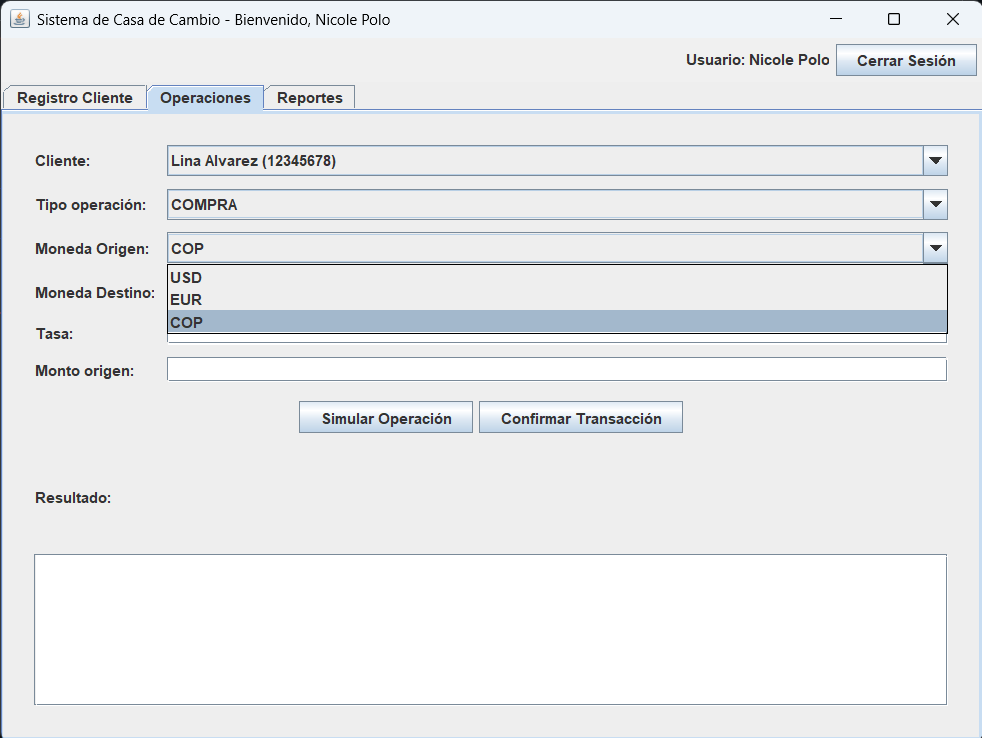 Sistema de Casa de Cambio - Bienvenido, Nicole Polo
Usuario: Nicole Polo Cerrar Sesión
Registro Cliente Operaciones Reportes
Cliente: Lina Alvarez (12345678)
Tipo operación: COMPRA
Moneda Origen: COP
USD
Moneda Destino:
EUR
COP
Tasa:
Monto origen:
Simular Operación Confirmar Transacción
Resultado: